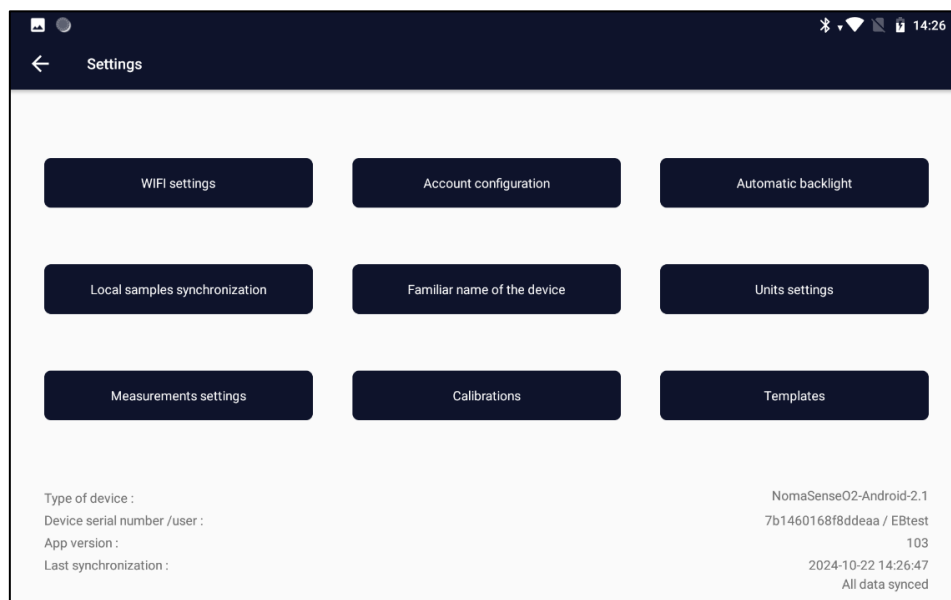 14:26
Settings
WIFI settings Account configuration Automatic backlight
Local samples synchronization Familiar name of the device Units settings
Measurements settings Calibrations Templates
Type of device : NomaSenseO2-Android-2.1
Device serial number /user : 7b1460168f8ddeaa / EBtest
App version : 103
Last synchronization : 2024-10-22 14:26:47
All data synced